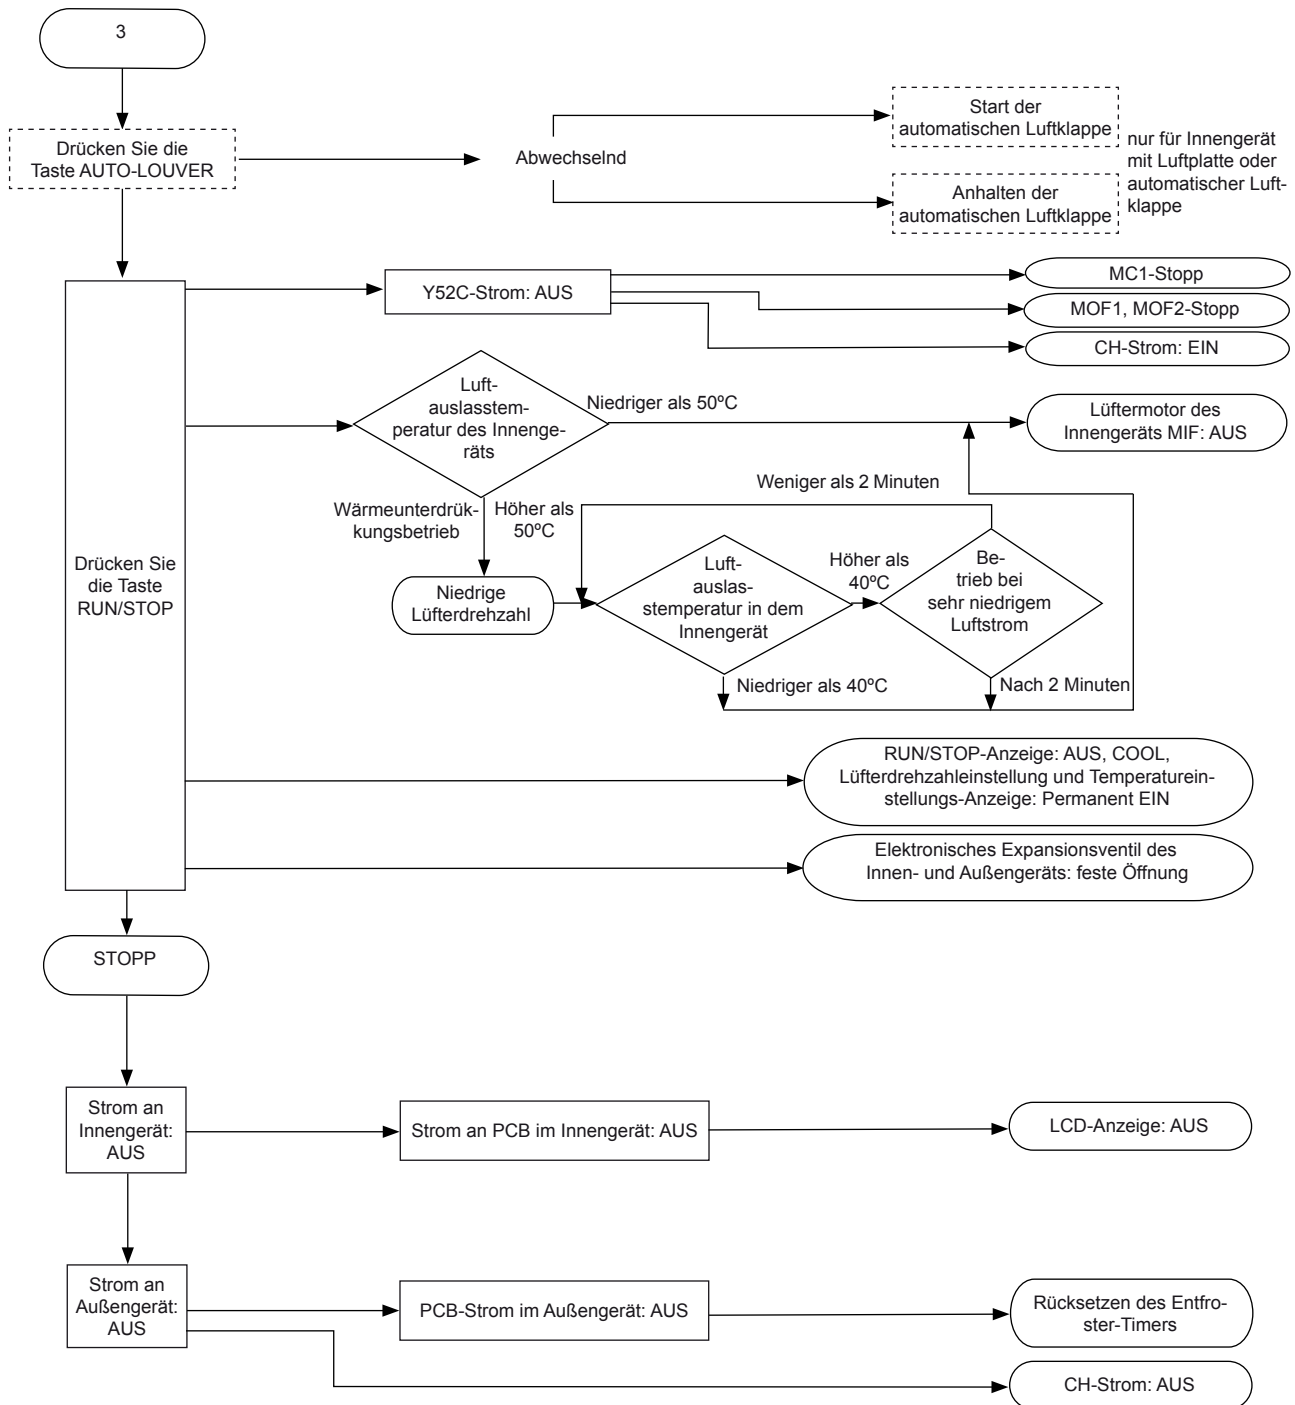 3
Drücken Sie die
Taste AUTO-LOUVER
Abwechselnd
Start der
automatischen Luftklappe
Anhalten der
automatischen Luftklappe
nur für Innengerät
mit Luftplatte oder
automatischer Luft-
klappe
Drücken Sie
die Taste
RUN/STOP
Y52C-Strom: AUS
MC1-Stopp
MOF1, MOF2-Stopp
CH-Strom: EIN
Luft-
auslasstem-
peratur des Innenge-
räts
Niedriger als 50ºC
Lüftermotor des
Innengeräts MIF: AUS
Wärmeunterdrük-
kungsbetrieb
Höher als
50ºC
Weniger als 2 Minuten
Niedrige
Lüfterdrehzahl
Luft-
auslas-
stemperatur in dem
Innengerät
Höher als
40ºC
Be-
trieb bei
sehr niedrigem
Luftstrom
Niedriger als 40ºC
Nach 2 Minuten
RUN/STOP-Anzeige: AUS, COOL,
Lüfterdrehzahleinstellung und Temperaturein-
stellungs-Anzeige: Permanent EIN
Elektronisches Expansionsventil des
Innen- und Außengeräts: feste Öffnung
STOPP
Strom an
Innengerät:
AUS
Strom an PCB im Innengerät: AUS
LCD-Anzeige: AUS
Strom an
Außengerät:
AUS
PCB-Strom im Außengerät: AUS
Rücksetzen des Entfro-
ster-Timers
CH-Strom: AUS